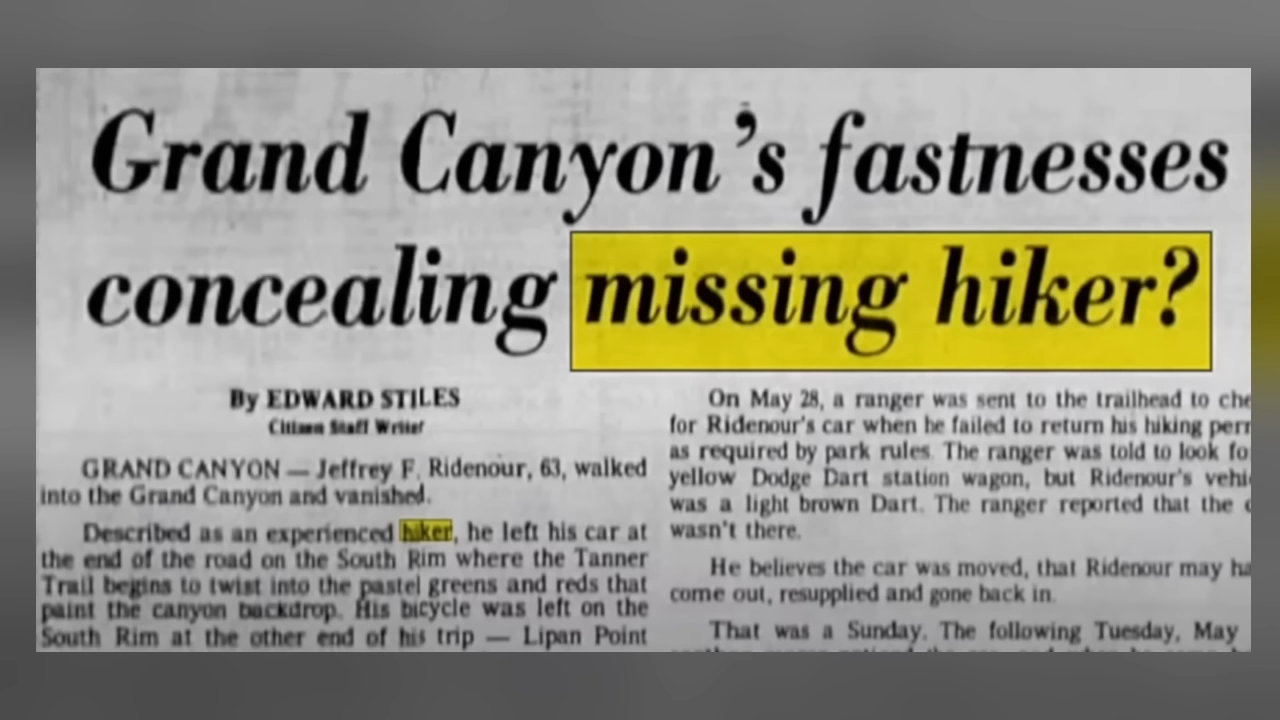 Grand Canyon's fastnesses
concealing missing hiker?
By EDWARD STILES
Citizen Staff Writer
GRAND CANYON — Jeffrey F. Ridenour, 63, walked
into the Grand Canyon and vanished.
Described as an experienced hiker, he left his car at
the end of the road on the South Rim where the Tanner
Trail begins to twist into the pastel greens and reds that
paint the canyon backdrop. His bicycle was left on the
South Rim at the other end of his trip — Lipan Point
On May 28, a ranger was sent to the trailhead to
for Ridenour's car when he failed to return his hiking
as required by park rules. The ranger was told to look
yellow Dodge Dart station wagon, but Ridenour's
was a light brown Dart. The ranger reported that the
wasn't there.
He believes the car was moved, that Ridenour may
come out, resupplied and gone back in.
That was a Sunday. The following Tuesday, May